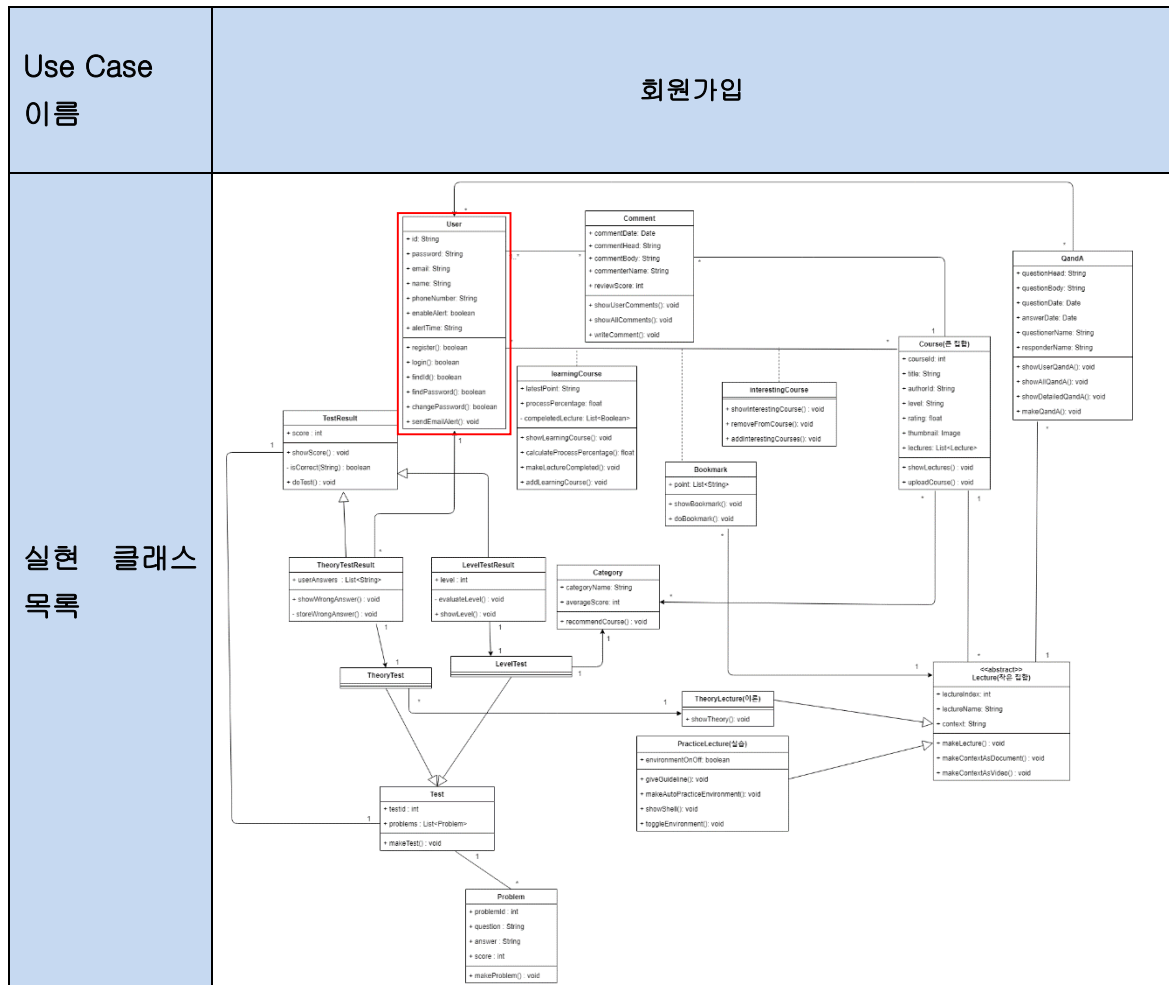 Use Case
이름
회원가입
실현 클래스
목록
User
+ id: String
+ password: String
+ email: String
+ name: String
+ phoneNumber: String
+ enableAlert: boolean
+ alertTime: String
+ register(): boolean
+ login(): boolean
+ findId(): boolean
+ findPassword(): boolean
+ changePassword(): boolean
+ sendEmailAlert(): void
Comment
+ commentDate: Date
+ commentHead: String
+ commentBody: String
+ commenterName: String
+ reviewScore: int
+ showUserComments(): void
+ showAllComments(): void
+ writeComment(): void
QandA
+ questionHead: String
+ questionBody: String
+ questionDate: Date
+ answerDate: Date
+ questionerName: String
+ responderName: String
+ showUserQandA(): void
+ showAllQandA(): void
+ showDetailedQandA(): void
+ makeQandA(): void
Course(큰 집합)
+ courseId: int
+ title: String
+ authorId: String
+ level: String
+ rating: float
+ thumbnail: Image
+ lectures: List<Lecture>
+ showLectures(): void
+ uploadCourse(): void
learningCourse
+ latestPoint: String
+ processPercentage: float
- compeletedLecture: List<Boolean>
+ showLearningCourse(): void
+ calculateProcessPercentage(): float
+ makeLectureCompleted(): void
+ addLearningCourse(): void
interestingCourse
+ showInterestingCourse() : void
+ removeFromCourse(): void
+ addInterestingCourses(): void
Bookmark
+ point: List<String>
+ showBookmark(): void
+ doBookmark(): void
TestResult
+ score : int
+ showScore() : void
- isCorrect(String) : boolean
+ doTest() : void
TheoryTestResult
+ userAnswers : List<String>
+ showWrongAnswer() : void
- storeWrongAnswer() : void
LevelTestResult
+ level : int
- evaluateLevel() : void
+ showLevel() : void
Category
+ categoryName: String
+ averageScore: int
+ recommendCourse() : void
TheoryTest
LevelTest
TheoryLecture(이론)
+ showTheory() : void
PracticeLecture(실습)
+ environmentOnOff: boolean
+ giveGuideline(): void
+ makeAutoPracticeEnvironment(): void
+ showShell(): void
+ toggleEnvironment(): void
<<abstract>>
Lecture(작은 집합)
+ lectureIndex: int
+ lectureName: String
+ context: String
+ makeLecture() : void
+ makeContextAsDocument() : void
+ makeContextAsVideo() : void
Test
+ testId : int
+ problems : List<Problem>
+ makeTest() : void
Problem
+ problemId : int
+ question : String
+ answer : String
+ score : int
+ makeProblem() : void